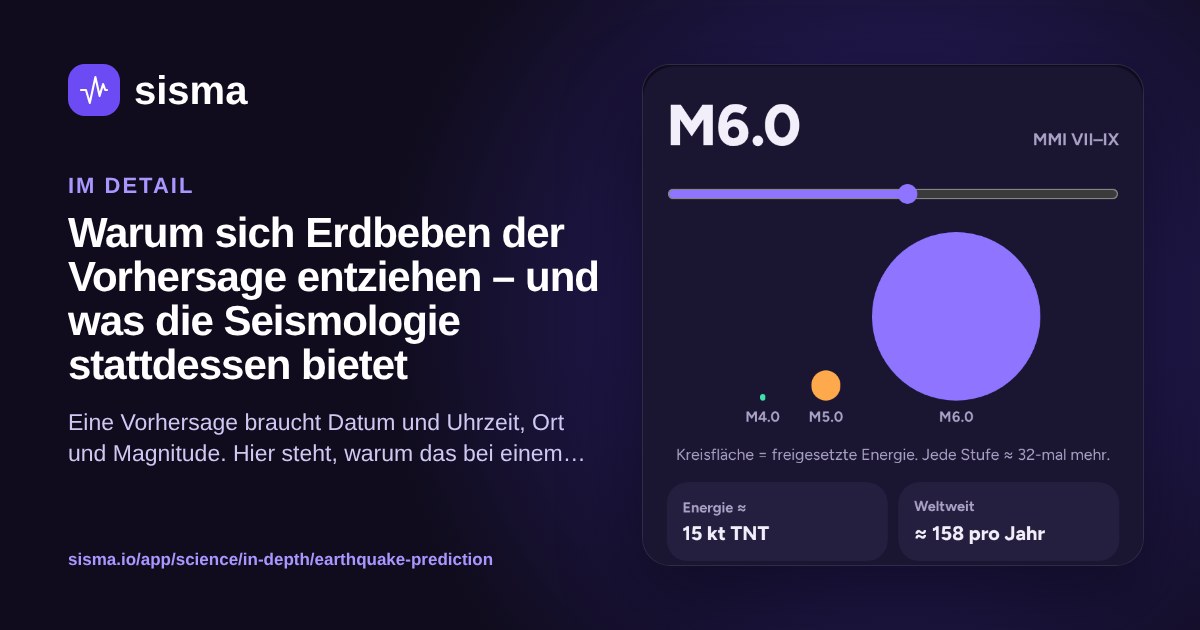 sisma
IM DETAIL
Warum sich Erdbeben der
Vorhersage entziehen – und
was die Seismologie
stattdessen bietet
Eine Vorhersage braucht Datum und Uhrzeit, Ort
und Magnitude. Hier steht, warum das bei einem…
sisma.io/app/science/in-depth/earthquake-prediction
M6.0
MMI VII–IX
M4.0
M5.0
M6.0
Kreisfläche = freigesetzte Energie. Jede Stufe ≈ 32-mal mehr.
Energie ≈
15 kt TNT
Weltweit
≈ 158 pro Jahr